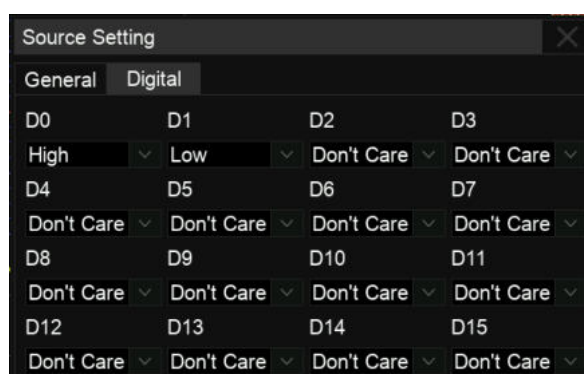 Source Setting
General Digital
D0 D1 D2 D3
High Low Don't Care Don't Care
D4 D5 D6 D7
Don't Care Don't Care Don't Care Don't Care
D8 D9 D10 D11
Don't Care Don't Care Don't Care Don't Care
D12 D13 D14 D15
Don't Care Don't Care Don't Care Don't Care